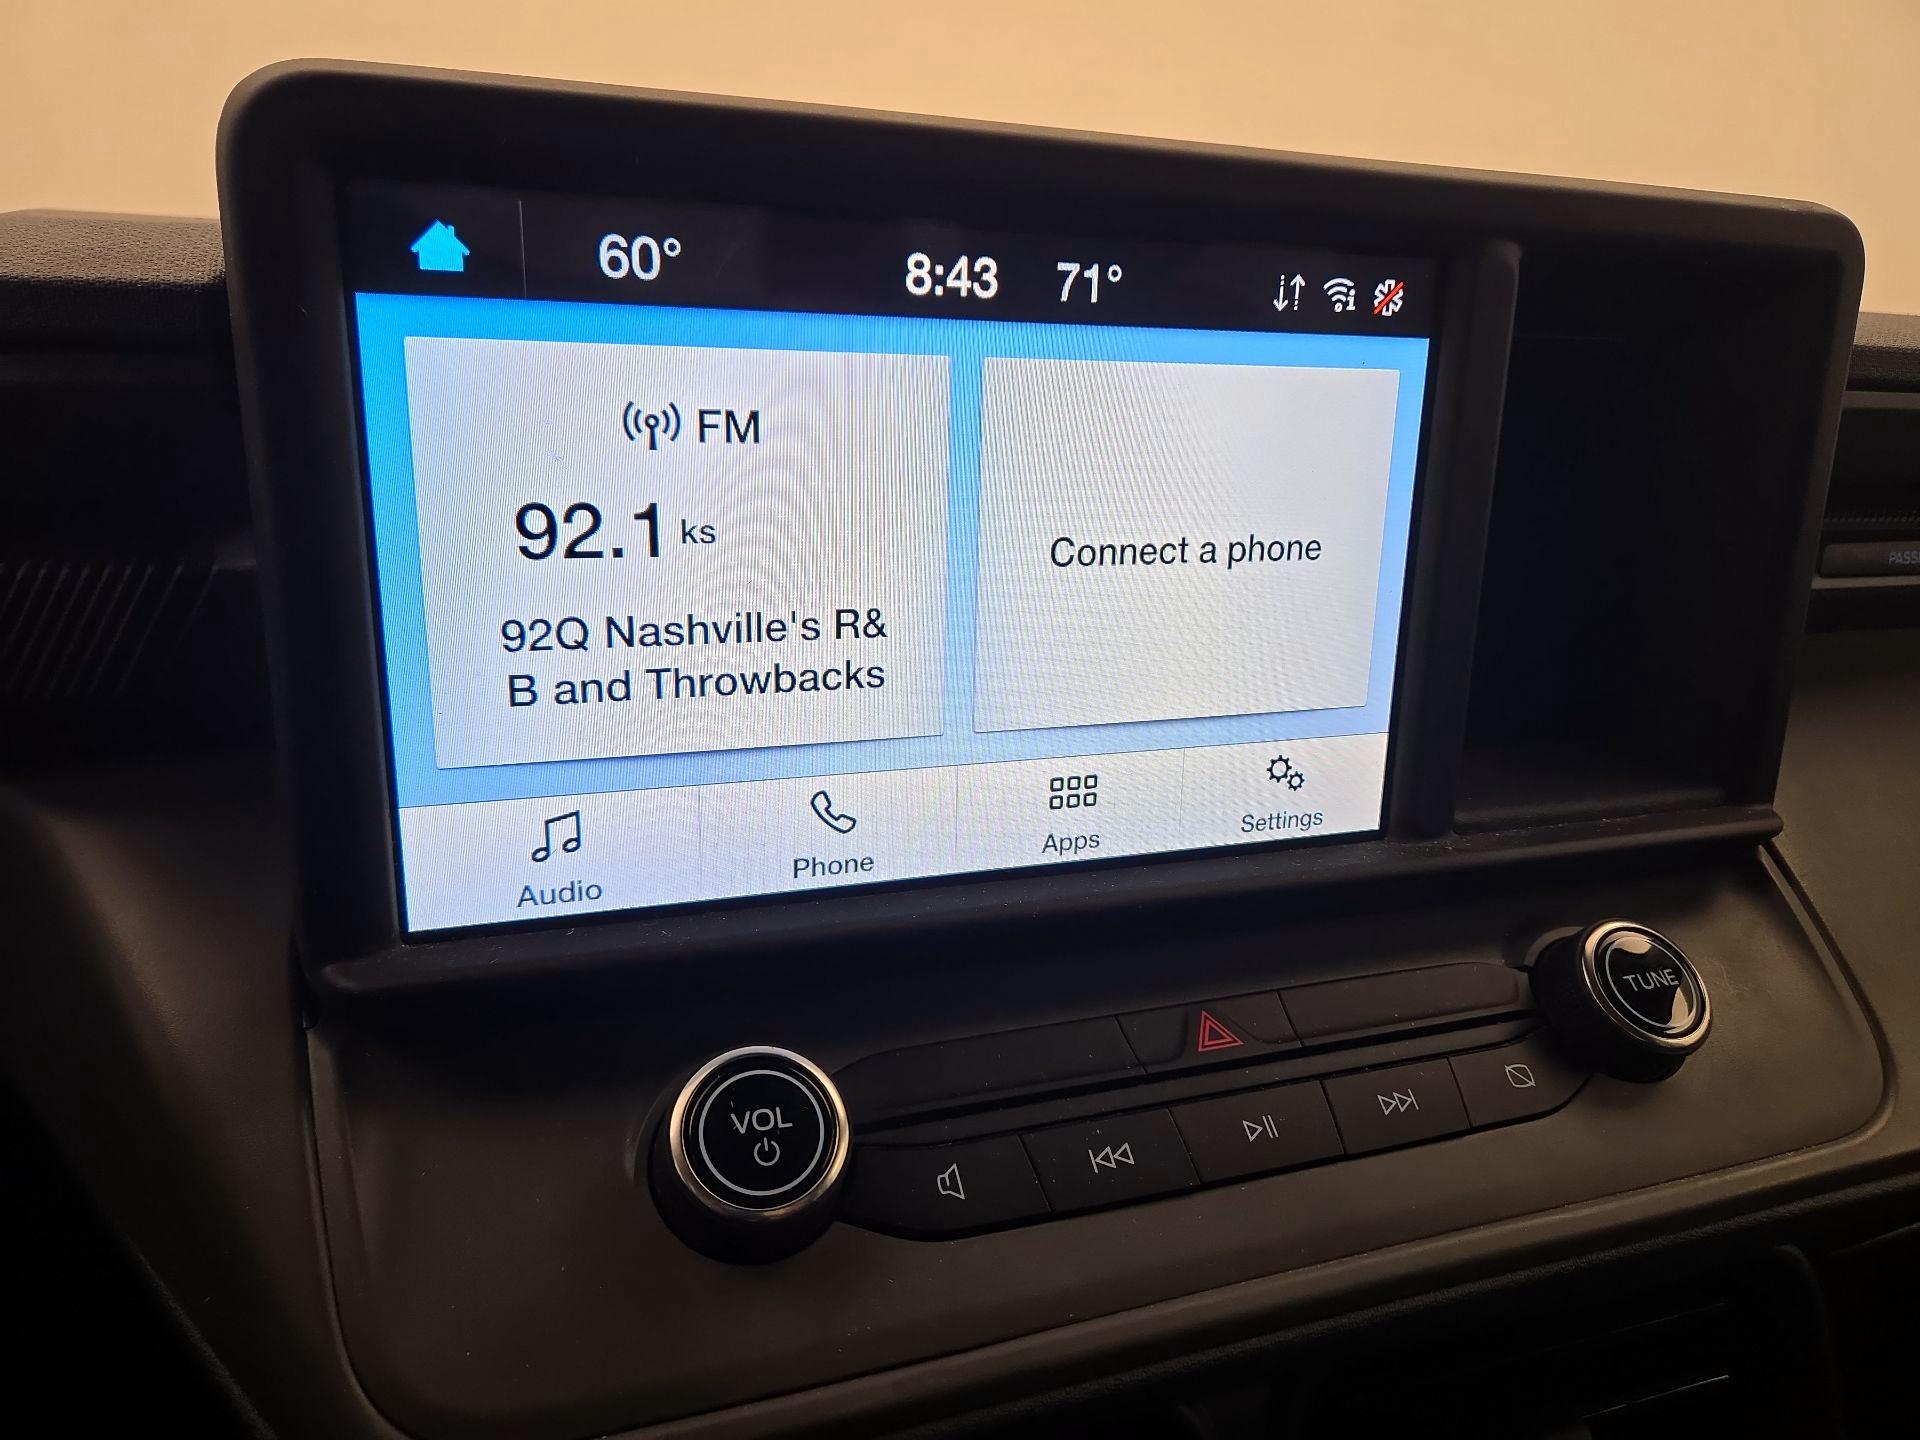 60°
8:43
71°
FM
92.1 ks
92Q Nashville's R&
B and Throwbacks
Connect a phone
Audio
Phone
Apps
Settings
TUNE
VOL